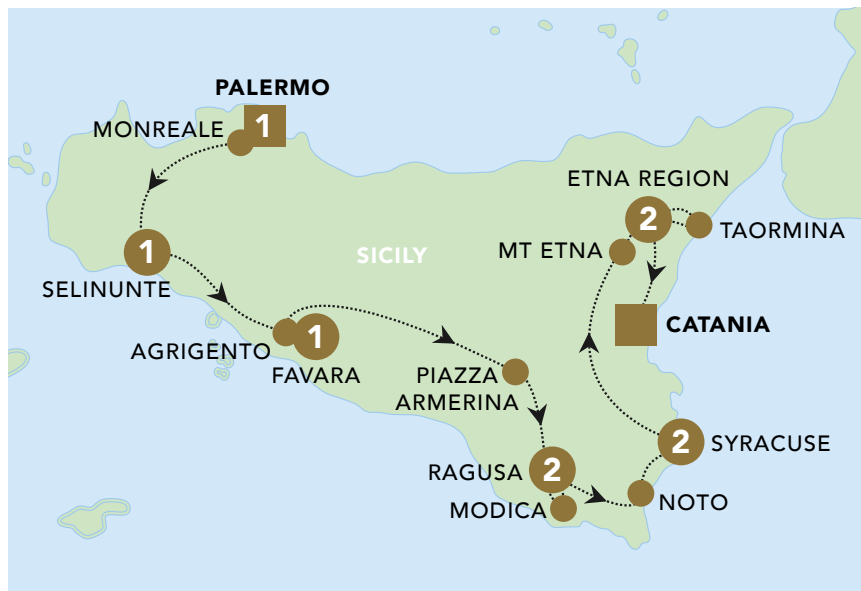 PALERMO
1
MONREALE
ETNA REGION
2
TAORMINA
MT ETNA
SICILY
1
SELINUNTE
CATANIA
1
AGRIGENTO
FAVARA
PIAZZA
ARMERINA
2
SYRACUSE
RAGUSA
2
MODICA
NOTO